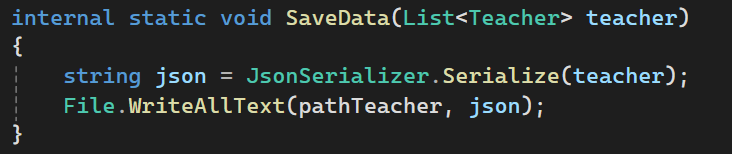 internal static void SaveData(List<Teacher> teacher)
{
    string json = JsonSerializer.Serialize(teacher);
    File.WriteAllText(pathTeacher, json);
}